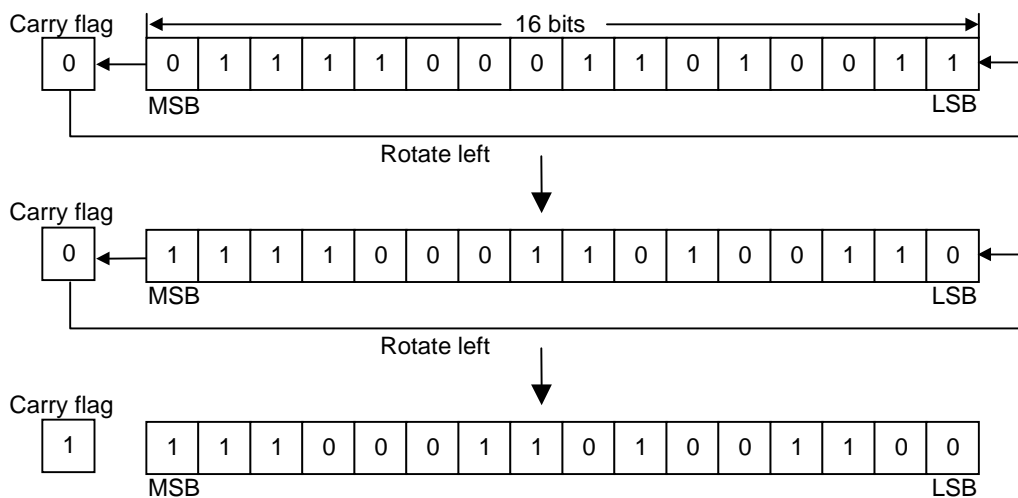 16 bits
Carry flag
0 0 1 1 1 1 0 0 0 1 1 0 1 0 0 1 1
MSB LSB
Rotate left
Carry flag
0 1 1 1 1 0 0 0 1 1 0 1 0 0 1 1 0
MSB LSB
Rotate left
Carry flag
1 1 1 1 0 0 0 1 1 0 1 0 0 1 1 0 0
MSB LSB